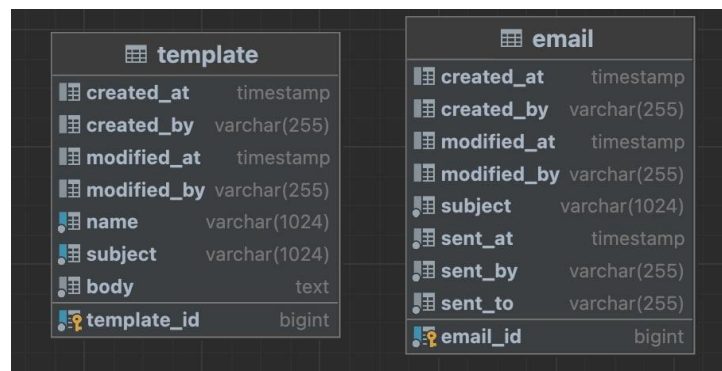 template
created_at timestamp
created_by varchar(255)
modified_at timestamp
modified_by varchar(255)
name varchar(1024)
subject varchar(1024)
body text
template_id bigint
email
created_at timestamp
created_by varchar(255)
modified_at timestamp
modified_by varchar(255)
subject varchar(1024)
sent_at timestamp
sent_by varchar(255)
sent_to varchar(255)
email_id bigint